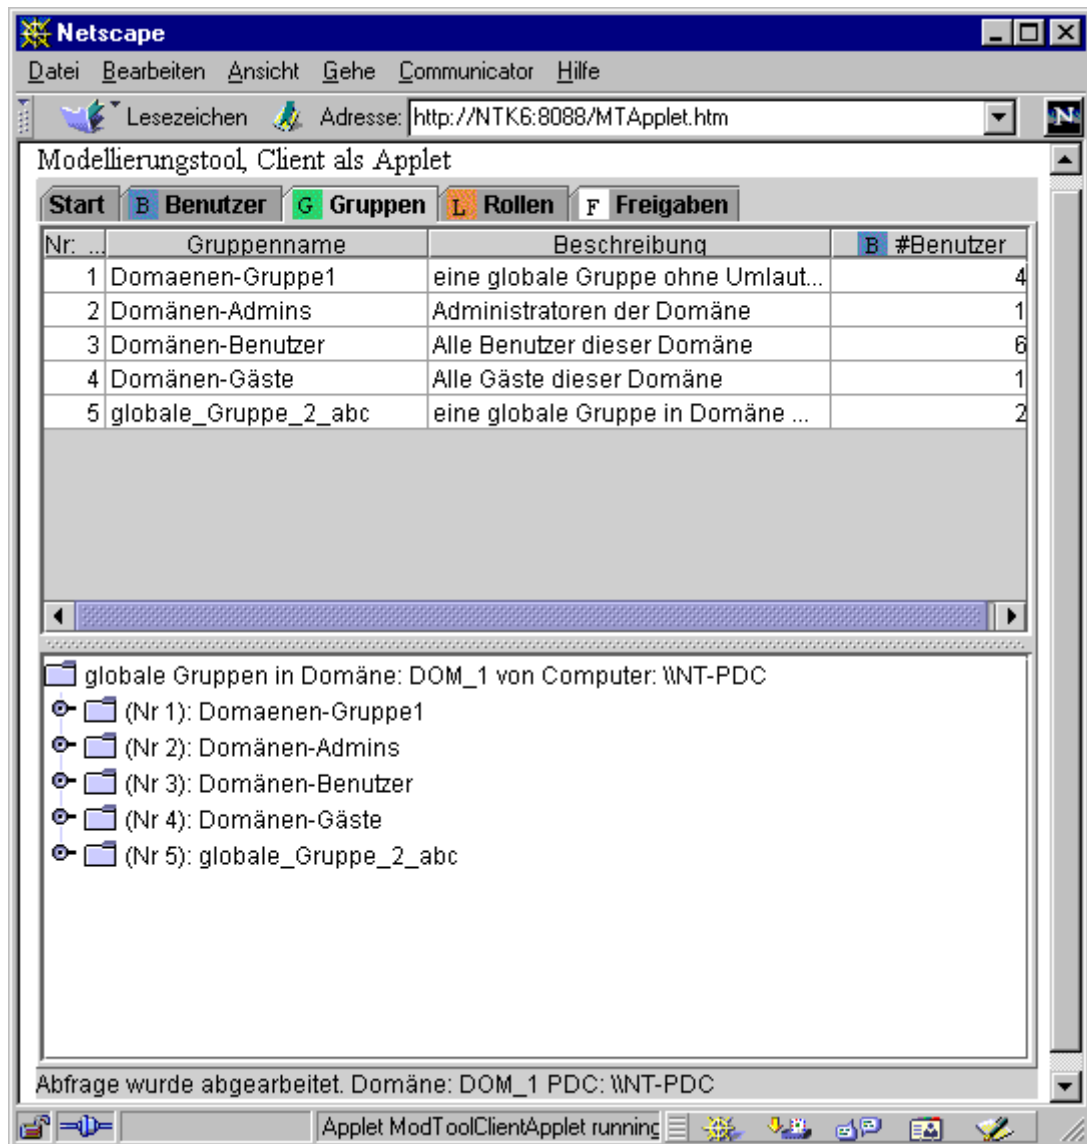 Netscape
Datei Bearbeiten Ansicht Gehe Communicator Hilfe
Lesezeichen Adresse: http://NTK6:8088/MTApplet.htm N
Modellierungstool, Client als Applet
Start B Benutzer G Gruppen L Rollen F Freigaben
Nr: ... Gruppenname Beschreibung B #Benutzer
1 Domaenen-Gruppe1 eine globale Gruppe ohne Umlaut... 4
2 Domänen-Admins Administratoren der Domäne 1
3 Domänen-Benutzer Alle Benutzer dieser Domäne 6
4 Domänen-Gäste Alle Gäste dieser Domäne 1
5 globale_Gruppe_2_abc eine globale Gruppe in Domäne ... 2
globale Gruppen in Domäne: DOM_1 von Computer: \\NT-PDC
(Nr 1): Domaenen-Gruppe1
(Nr 2): Domänen-Admins
(Nr 3): Domänen-Benutzer
(Nr 4): Domänen-Gäste
(Nr 5): globale_Gruppe_2_abc
Abfrage wurde abgearbeitet. Domäne: DOM_1 PDC: \\NT-PDC
Applet ModToolClientApplet running